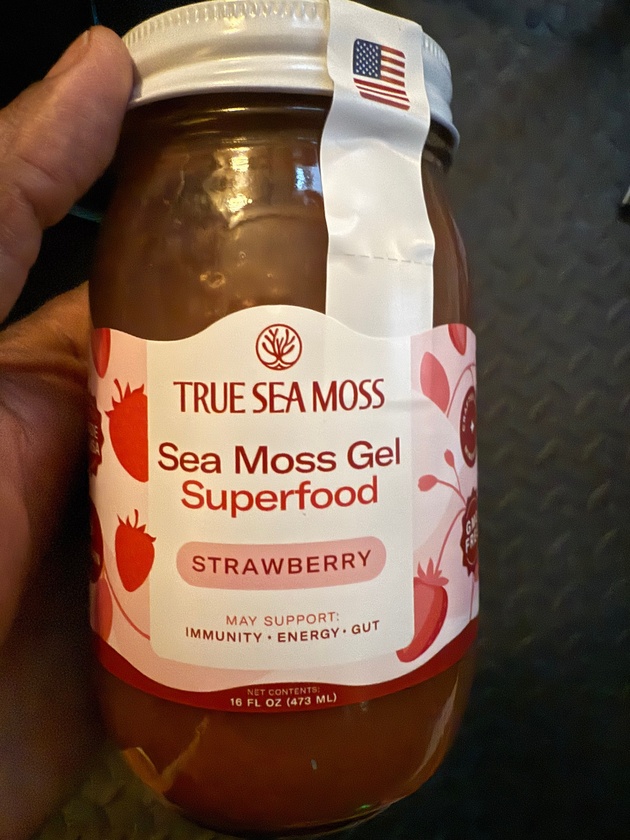 TRUE SEA MOSS
Sea Moss Gel
Superfood
STRAWBERRY
MAY SUPPORT:
IMMUNITY • ENERGY • GUT
NET CONTENTS:
16 FL OZ (473 ML)